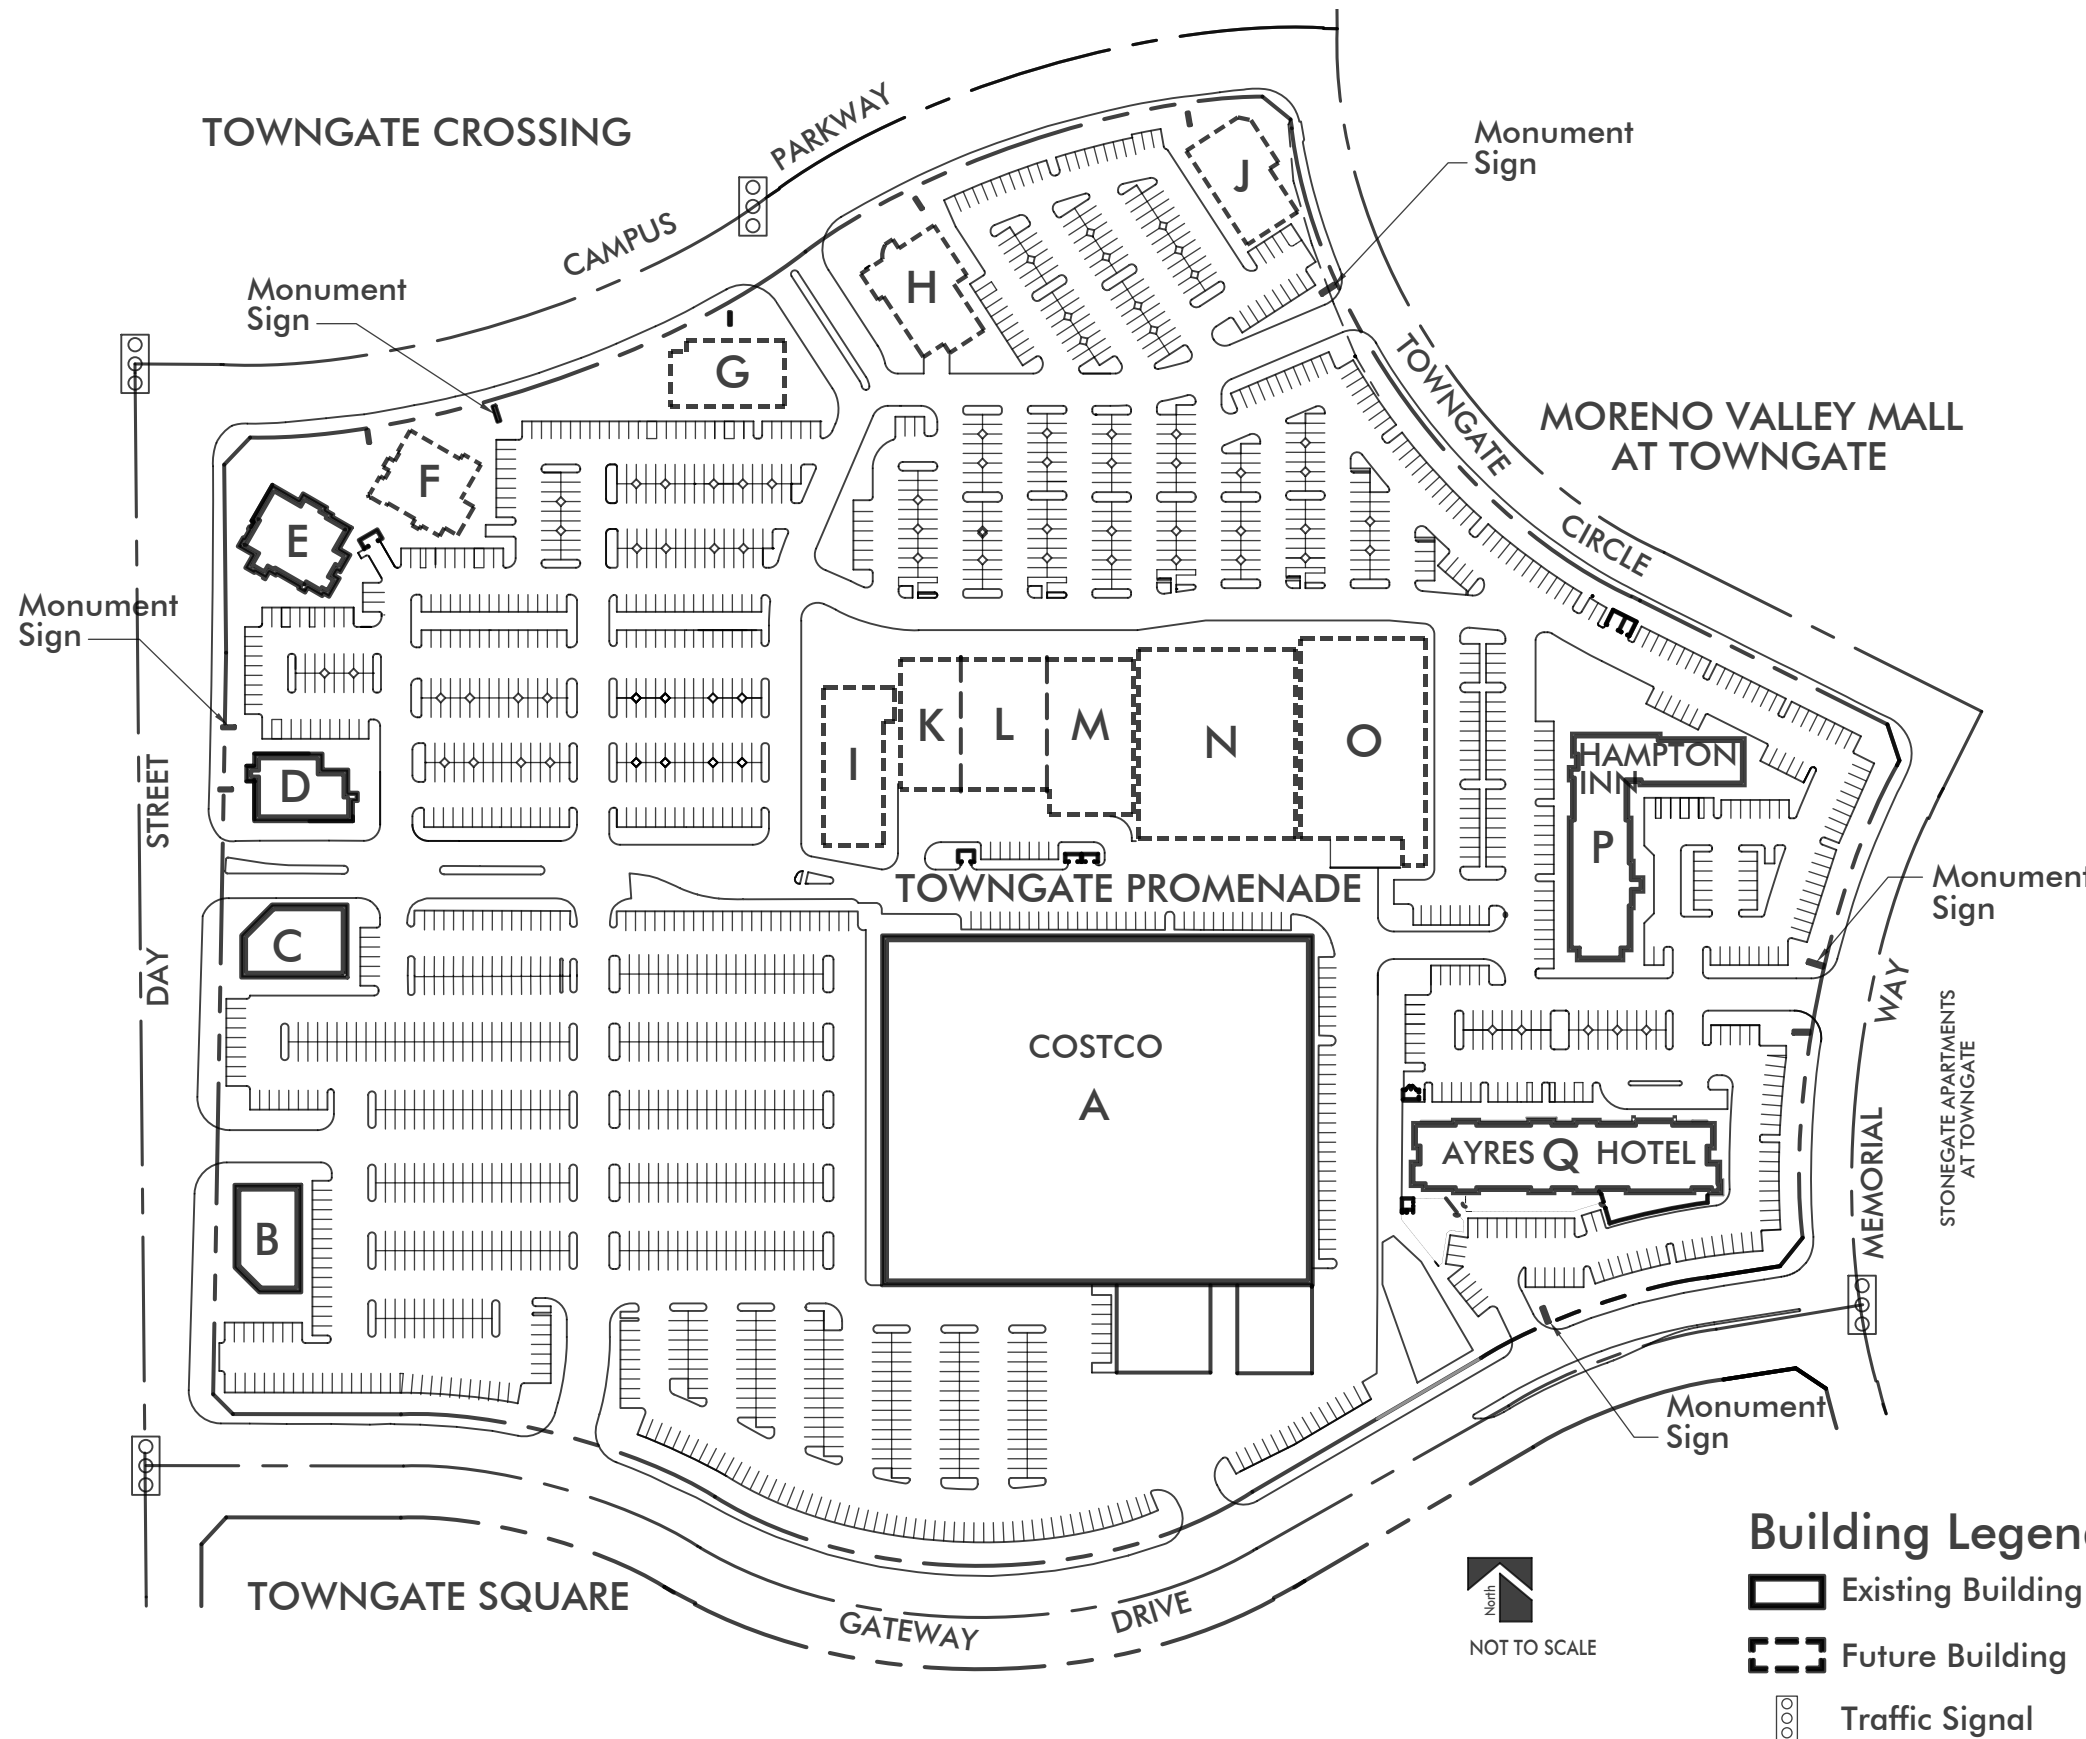 TOWNGATE CROSSING
CAMPUS
PARKWAY
Monument
Sign
Monument
Sign
J
H
G
F
E
TOWNGATE
CIRCLE
MORENO VALLEY MALL
AT TOWNGATE
Monument
Sign
DAY
STREET
D
I
K
L
M
N
O
HAMPTON
INN
P
TOWNGATE PROMENADE
Monument
Sign
C
COSTCO
A
MEMORIAL
WAY
STONEGATE APARTMENTS
AT TOWNGATE
AYRES Q HOTEL
B
Monument
Sign
TOWNGATE SQUARE
GATEWAY
DRIVE
North
NOT TO SCALE
Building Legen
Existing Building
Future Building
Traffic Signal